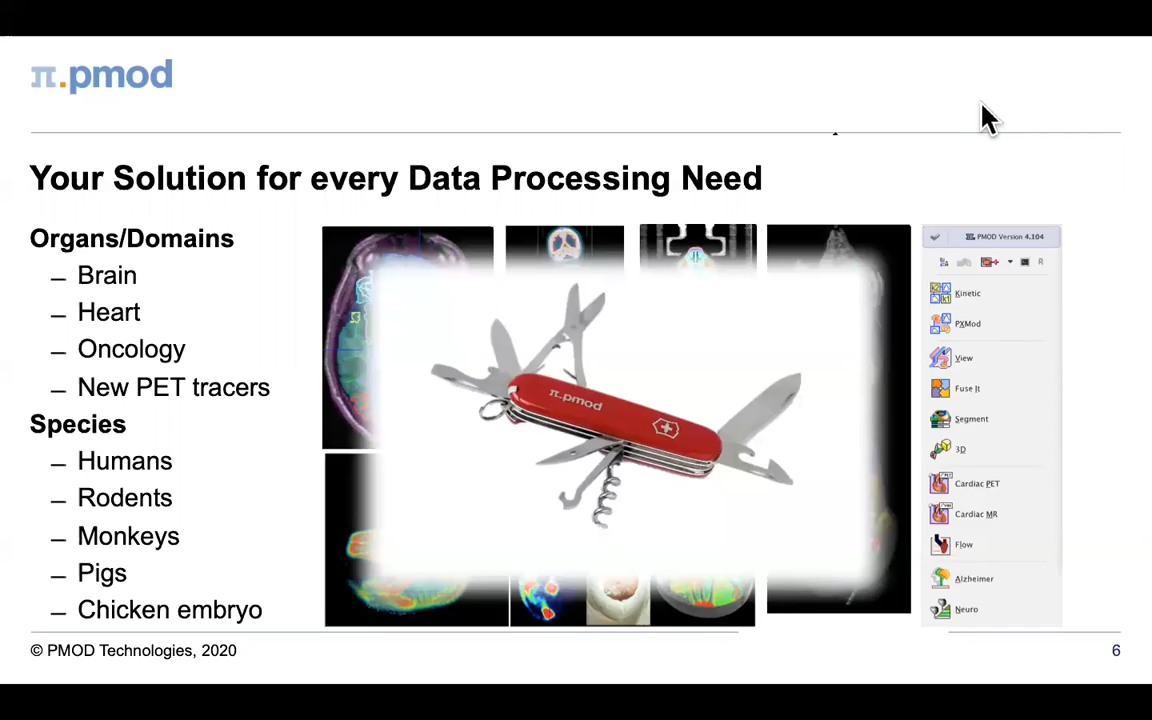 π.pmod
Your Solution for every Data Processing Need
Organs/Domains
– Brain
– Heart
– Oncology
– New PET tracers
Species
– Humans
– Rodents
– Monkeys
– Pigs
– Chicken embryo
π.pmod
PMOD Version 4.104
R
Kinetic
PXMod
View
Fuse It
Segment
3D
Cardiac PET
Cardiac MR
Flow
Alzheimer
Neuro
© PMOD Technologies, 2020
6